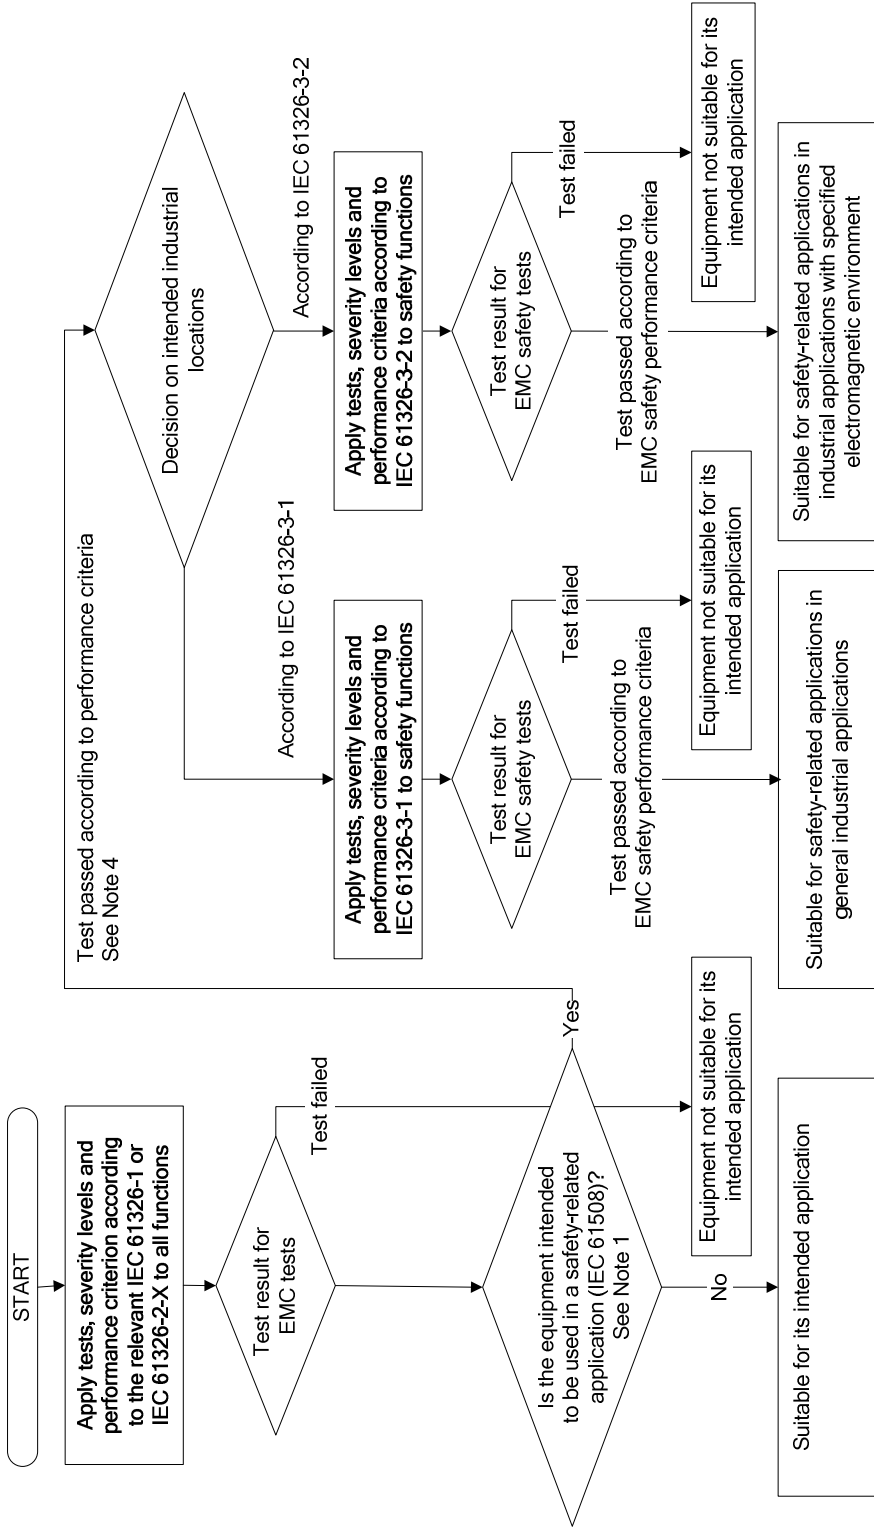 START
Apply tests, severity levels and
performance criterion according
to the relevant IEC 61326-1 or
IEC 61326-2-X to all functions
Test result for
EMC tests
Test failed
Is the equipment intended
to be used in a safety-related
application (IEC 61508)?
See Note 1
Yes
No
Equipment not suitable for its
intended application
Suitable for its intended application
Test passed according to performance criteria
See Note 4
Decision on intended industrial
locations
According to IEC 61326-3-1
Apply tests, severity levels and
performance criteria according to
IEC 61326-3-1 to safety functions
Test result for
EMC safety tests
Test failed
Test passed according to
EMC safety performance criteria
Equipment not suitable for its
intended application
Suitable for safety-related applications in
general industrial applications
According to IEC 61326-3-2
Apply tests, severity levels and
performance criteria according to
IEC 61326-3-2 to safety functions
Test result for
EMC safety tests
Test failed
Test passed according to
EMC safety performance criteria
Equipment not suitable for its
intended application
Suitable for safety-related applications in
industrial applications with specified
electromagnetic environment